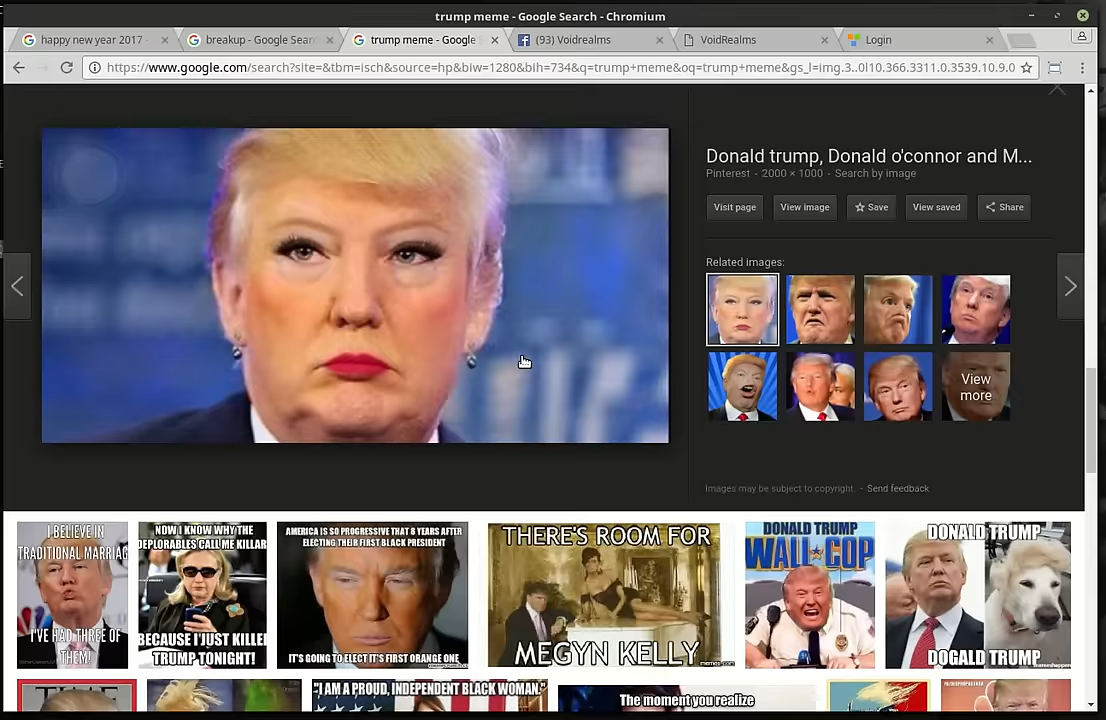 trump meme - Google Search - Chromium
happy new year 2017 -
breakup - Google Sear
trump meme - Google S
(93) Voidrealms
VoidRealms
Login
https://www.google.com/search?site=&tbm=isch&source=hp&biw=1280&bih=734&q=trump+meme&oq=trump+meme&gs_l=img.3..0l10.366.3311.0.3539.10.9.0
Donald trump, Donald o'connor and M...
Pinterest - 2000 × 1000 - Search by image
Visit page
View image
Save
View saved
Share
Related images:
View
more
Images may be subject to copyright. - Send feedback
I BELIEVE IN
TRADITIONAL MARRIAG
I'VE HAD THREE OF
THEM!
NOW I KNOW WHY THE
DEPLORABLES CALL ME KILLAR
BECAUSE I JUST KILLE
TRUMP TONIGHT!
AMERICA IS SO PROGRESSIVE THAT 8 YEARS AFTER
ELECTING THEIR FIRST BLACK PRESIDENT
IT'S GOING TO ELECT IT'S FIRST ORANGE ONE
THERE'S ROOM FOR
MEGYN KELLY
DONALD TRUMP
WALL COP
DONALD TRUMP
DOGALD TRUMP
"I AM A PROUD, INDEPENDENT BLACK WOMAN."
The moment you realize